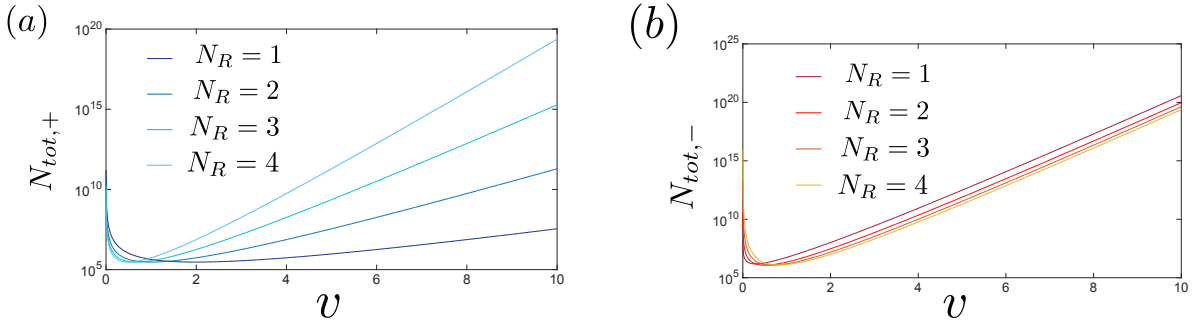 (a)
10^20
10^15
10^10
10^5
N_{tot,+}
N_R = 1
N_R = 2
N_R = 3
N_R = 4
0 2 4 6 8 10
v
(b)
10^25
10^20
10^15
10^10
10^5
N_{tot,−}
N_R = 1
N_R = 2
N_R = 3
N_R = 4
0 2 4 6 8 10
v